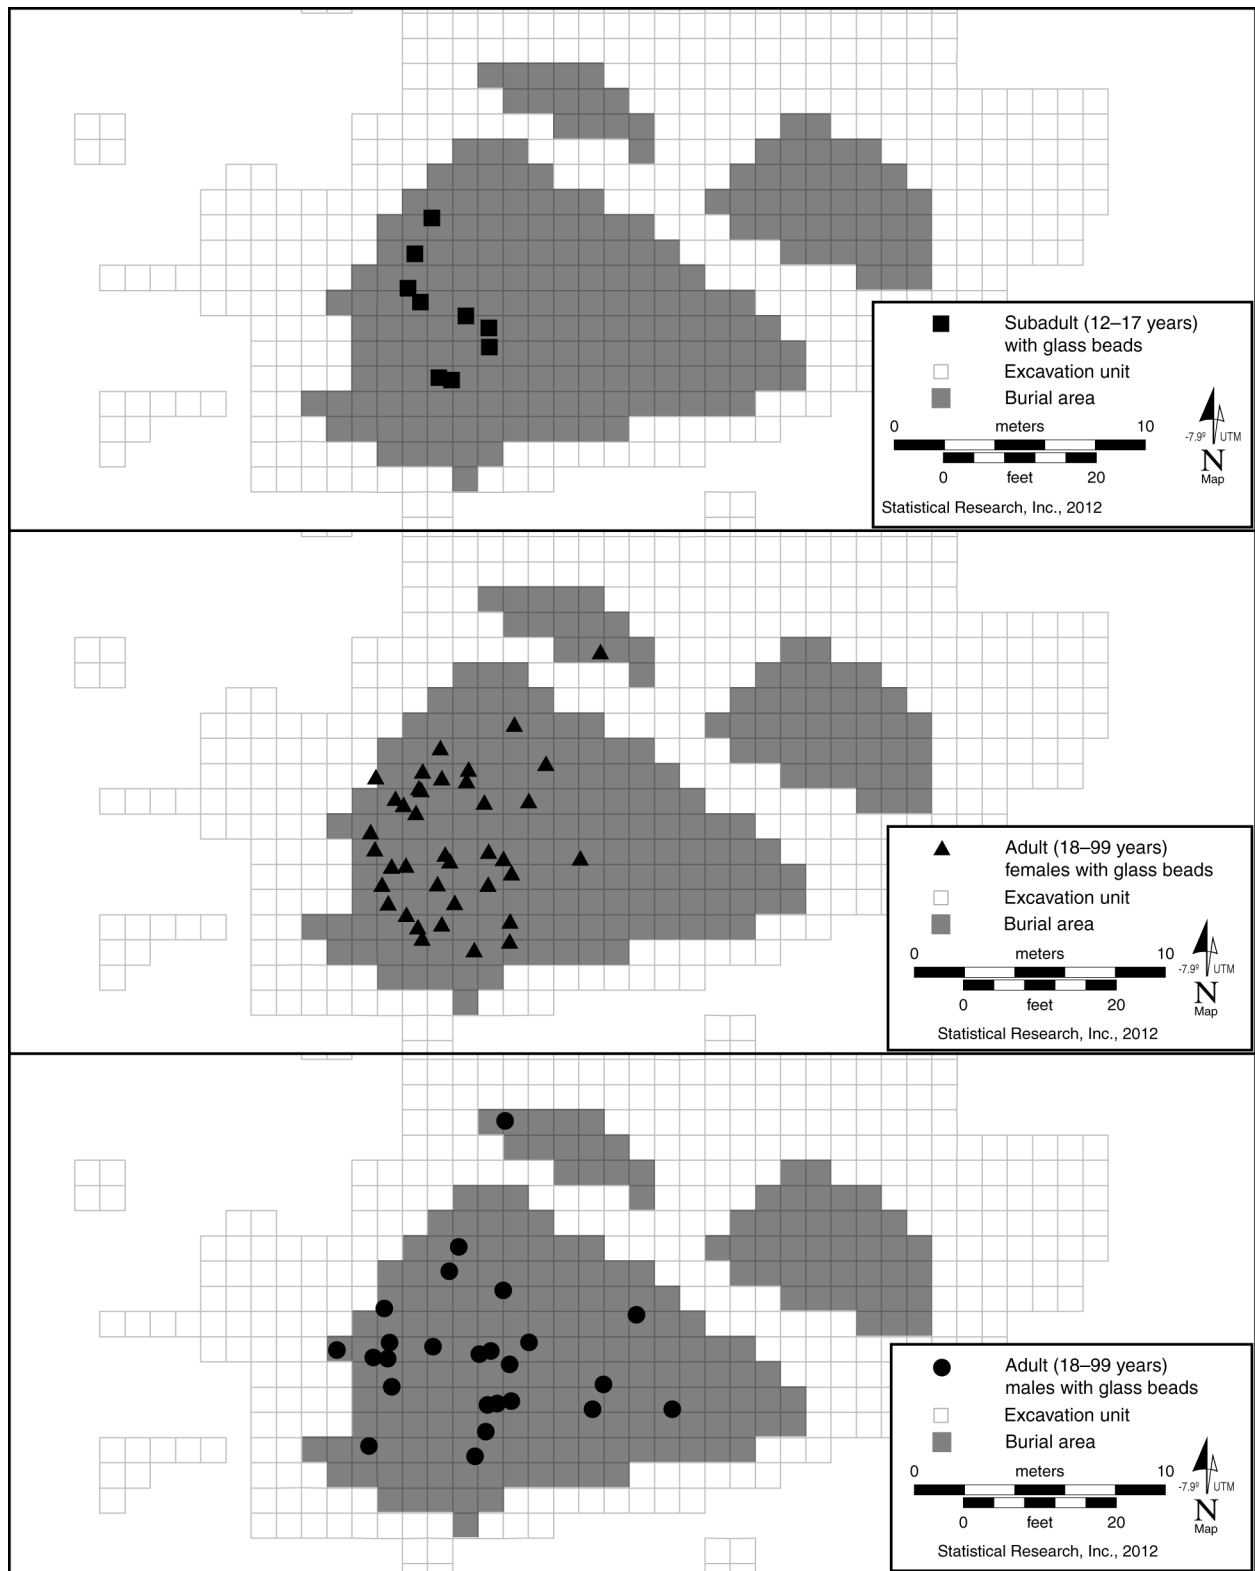 Subadult (12–17 years)
with glass beads
Excavation unit
Burial area
0 meters 10
0 feet 20
-7.9º UTM
N
Map
Statistical Research, Inc., 2012
Adult (18–99 years)
females with glass beads
Excavation unit
Burial area
0 meters 10
0 feet 20
-7.9º UTM
N
Map
Statistical Research, Inc., 2012
Adult (18–99 years)
males with glass beads
Excavation unit
Burial area
0 meters 10
0 feet 20
-7.9º UTM
N
Map
Statistical Research, Inc., 2012